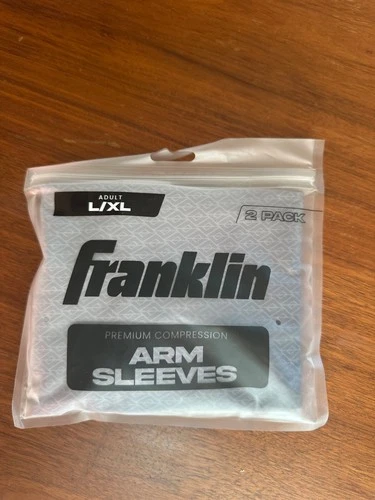 ADULT
L/XL
2 PACK
Franklin
PREMIUM COMPRESSION
ARM
SLEEVES